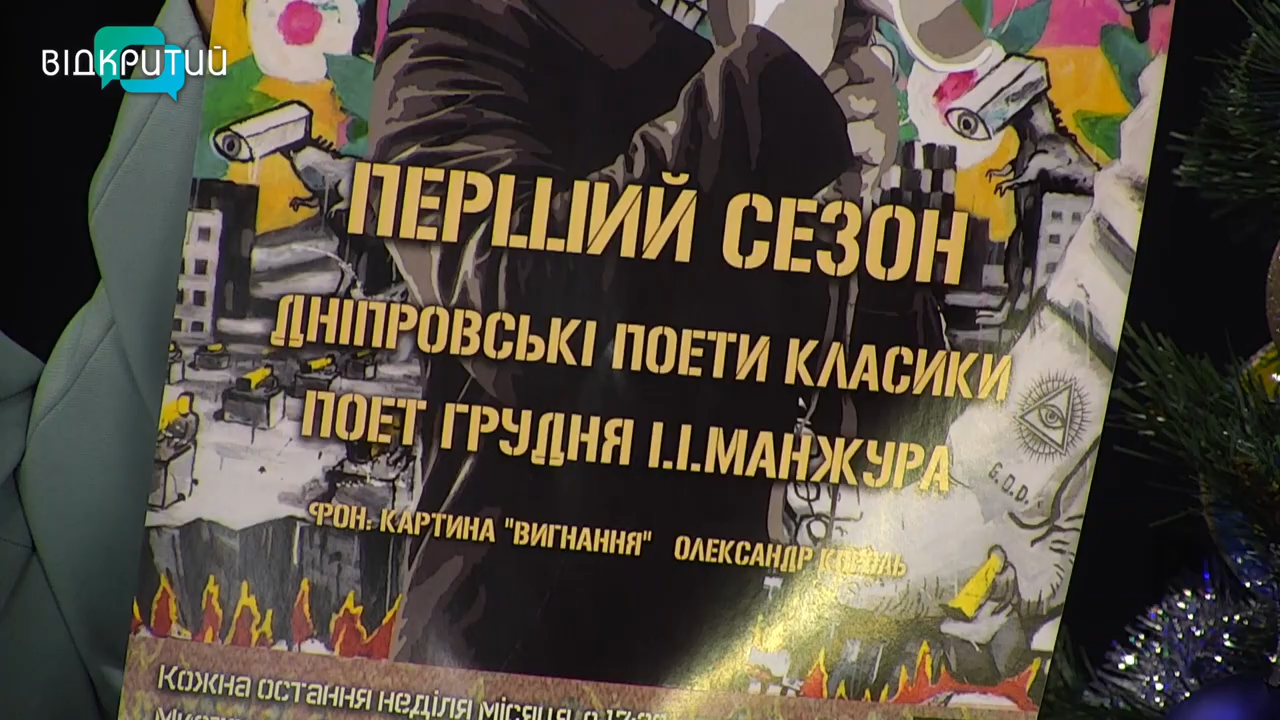 ВІДКРИТИЙ
ПЕРШИЙ СЕЗОН
ДНІПРОВСЬКІ ПОЕТИ КЛАСИКИ
ПОЕТ ГРУДНЯ І.І.МАНЖУРА
ФОН: КАРТИНА "ВИГНАННЯ" ОЛЕКСАНДР
G.O.D.
Кожна остання неділя місяця о